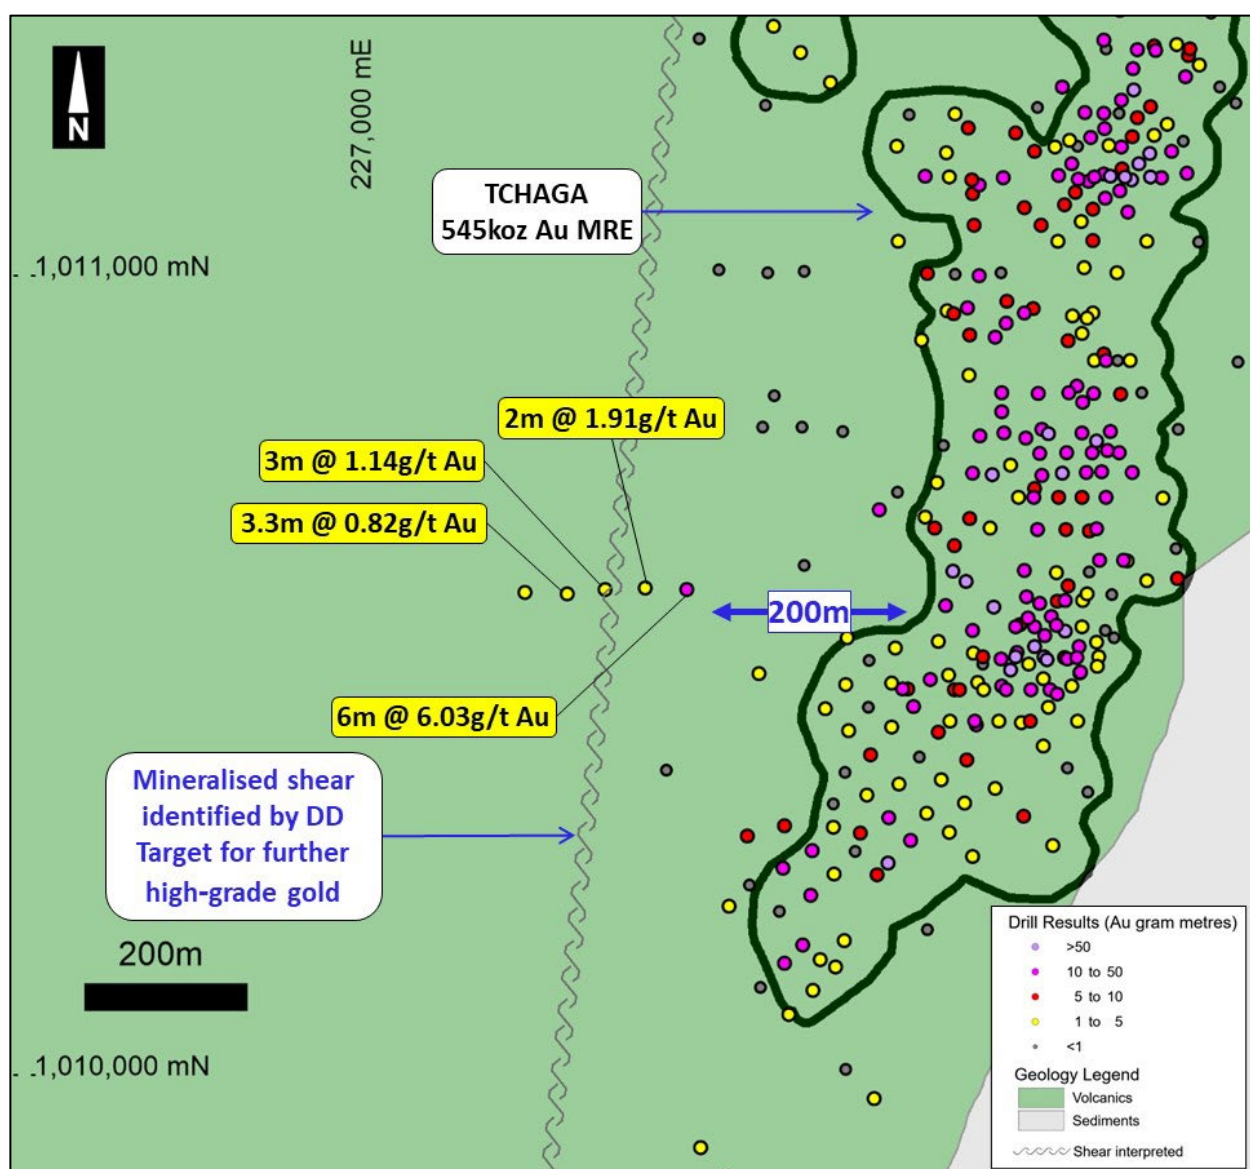 N
227,000 mE
TCHAGA
545koz Au MRE
1,011,000 mN
2m @ 1.91g/t Au
3m @ 1.14g/t Au
3.3m @ 0.82g/t Au
200m
6m @ 6.03g/t Au
Mineralised shear
identified by DD
Target for further
high-grade gold
200m
1,010,000 mN
Drill Results (Au gram metres)
>50
10 to 50
5 to 10
1 to 5
<1
Geology Legend
Volcanics
Sediments
Shear interpreted